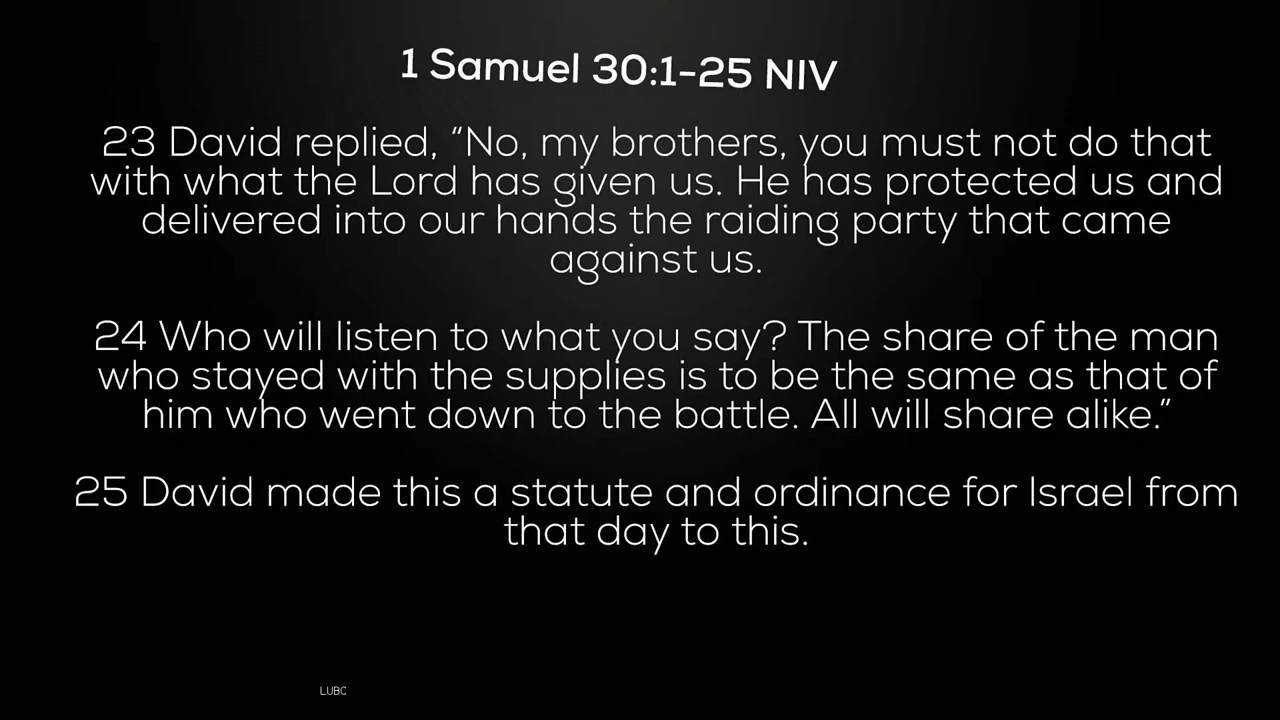 1 Samuel 30:1-25 NIV
23 David replied, “No, my brothers, you must not do that
with what the Lord has given us. He has protected us and
delivered into our hands the raiding party that came
against us.
24 Who will listen to what you say? The share of the man
who stayed with the supplies is to be the same as that of
him who went down to the battle. All will share alike.”
25 David made this a statute and ordinance for Israel from
that day to this.
LUBC